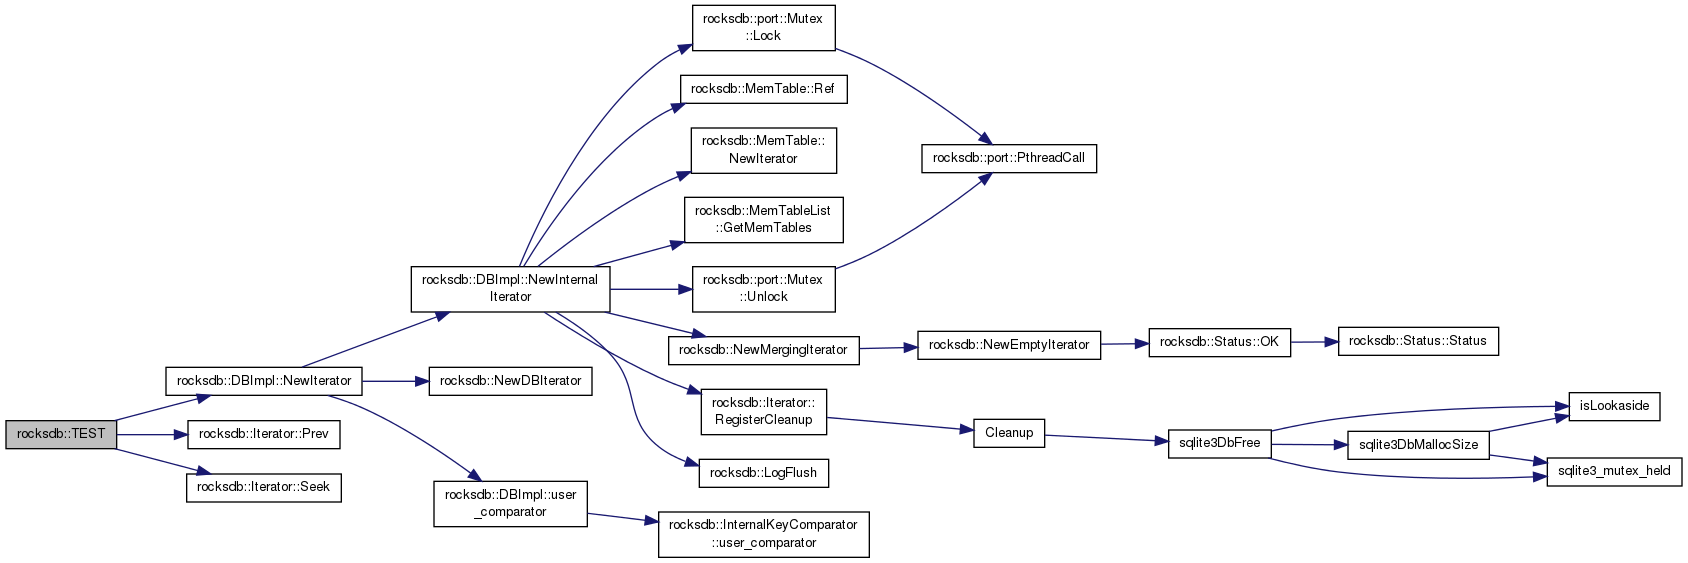 rocksdb::port::Mutex
::Lock
rocksdb::MemTable::Ref
rocksdb::MemTable::
NewIterator
rocksdb::port::PthreadCall
rocksdb::MemTableList
::GetMemTables
rocksdb::DBImpl::NewInternal
Iterator
rocksdb::port::Mutex
::Unlock
rocksdb::NewMergingIterator
rocksdb::NewEmptyIterator
rocksdb::Status::OK
rocksdb::Status::Status
rocksdb::DBImpl::NewIterator
rocksdb::NewDBIterator
rocksdb::Iterator::
RegisterCleanup
isLookaside
rocksdb::TEST
rocksdb::Iterator::Prev
Cleanup
sqlite3DbFree
sqlite3DbMallocSize
rocksdb::LogFlush
sqlite3_mutex_held
rocksdb::Iterator::Seek
rocksdb::DBImpl::user
_comparator
rocksdb::InternalKeyComparator
::user_comparator